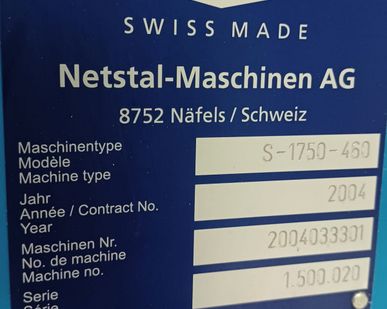 SWISS MADE
Netstal-Maschinen AG
8752 Näfels / Schweiz
Maschinentype
Modèle
Machine type
S-1750-460
Jahr
Année / Contract No.
Year
2004
Maschinen Nr.
No. de machine
Machine no.
2004033301
Serie
Série
1.500.020